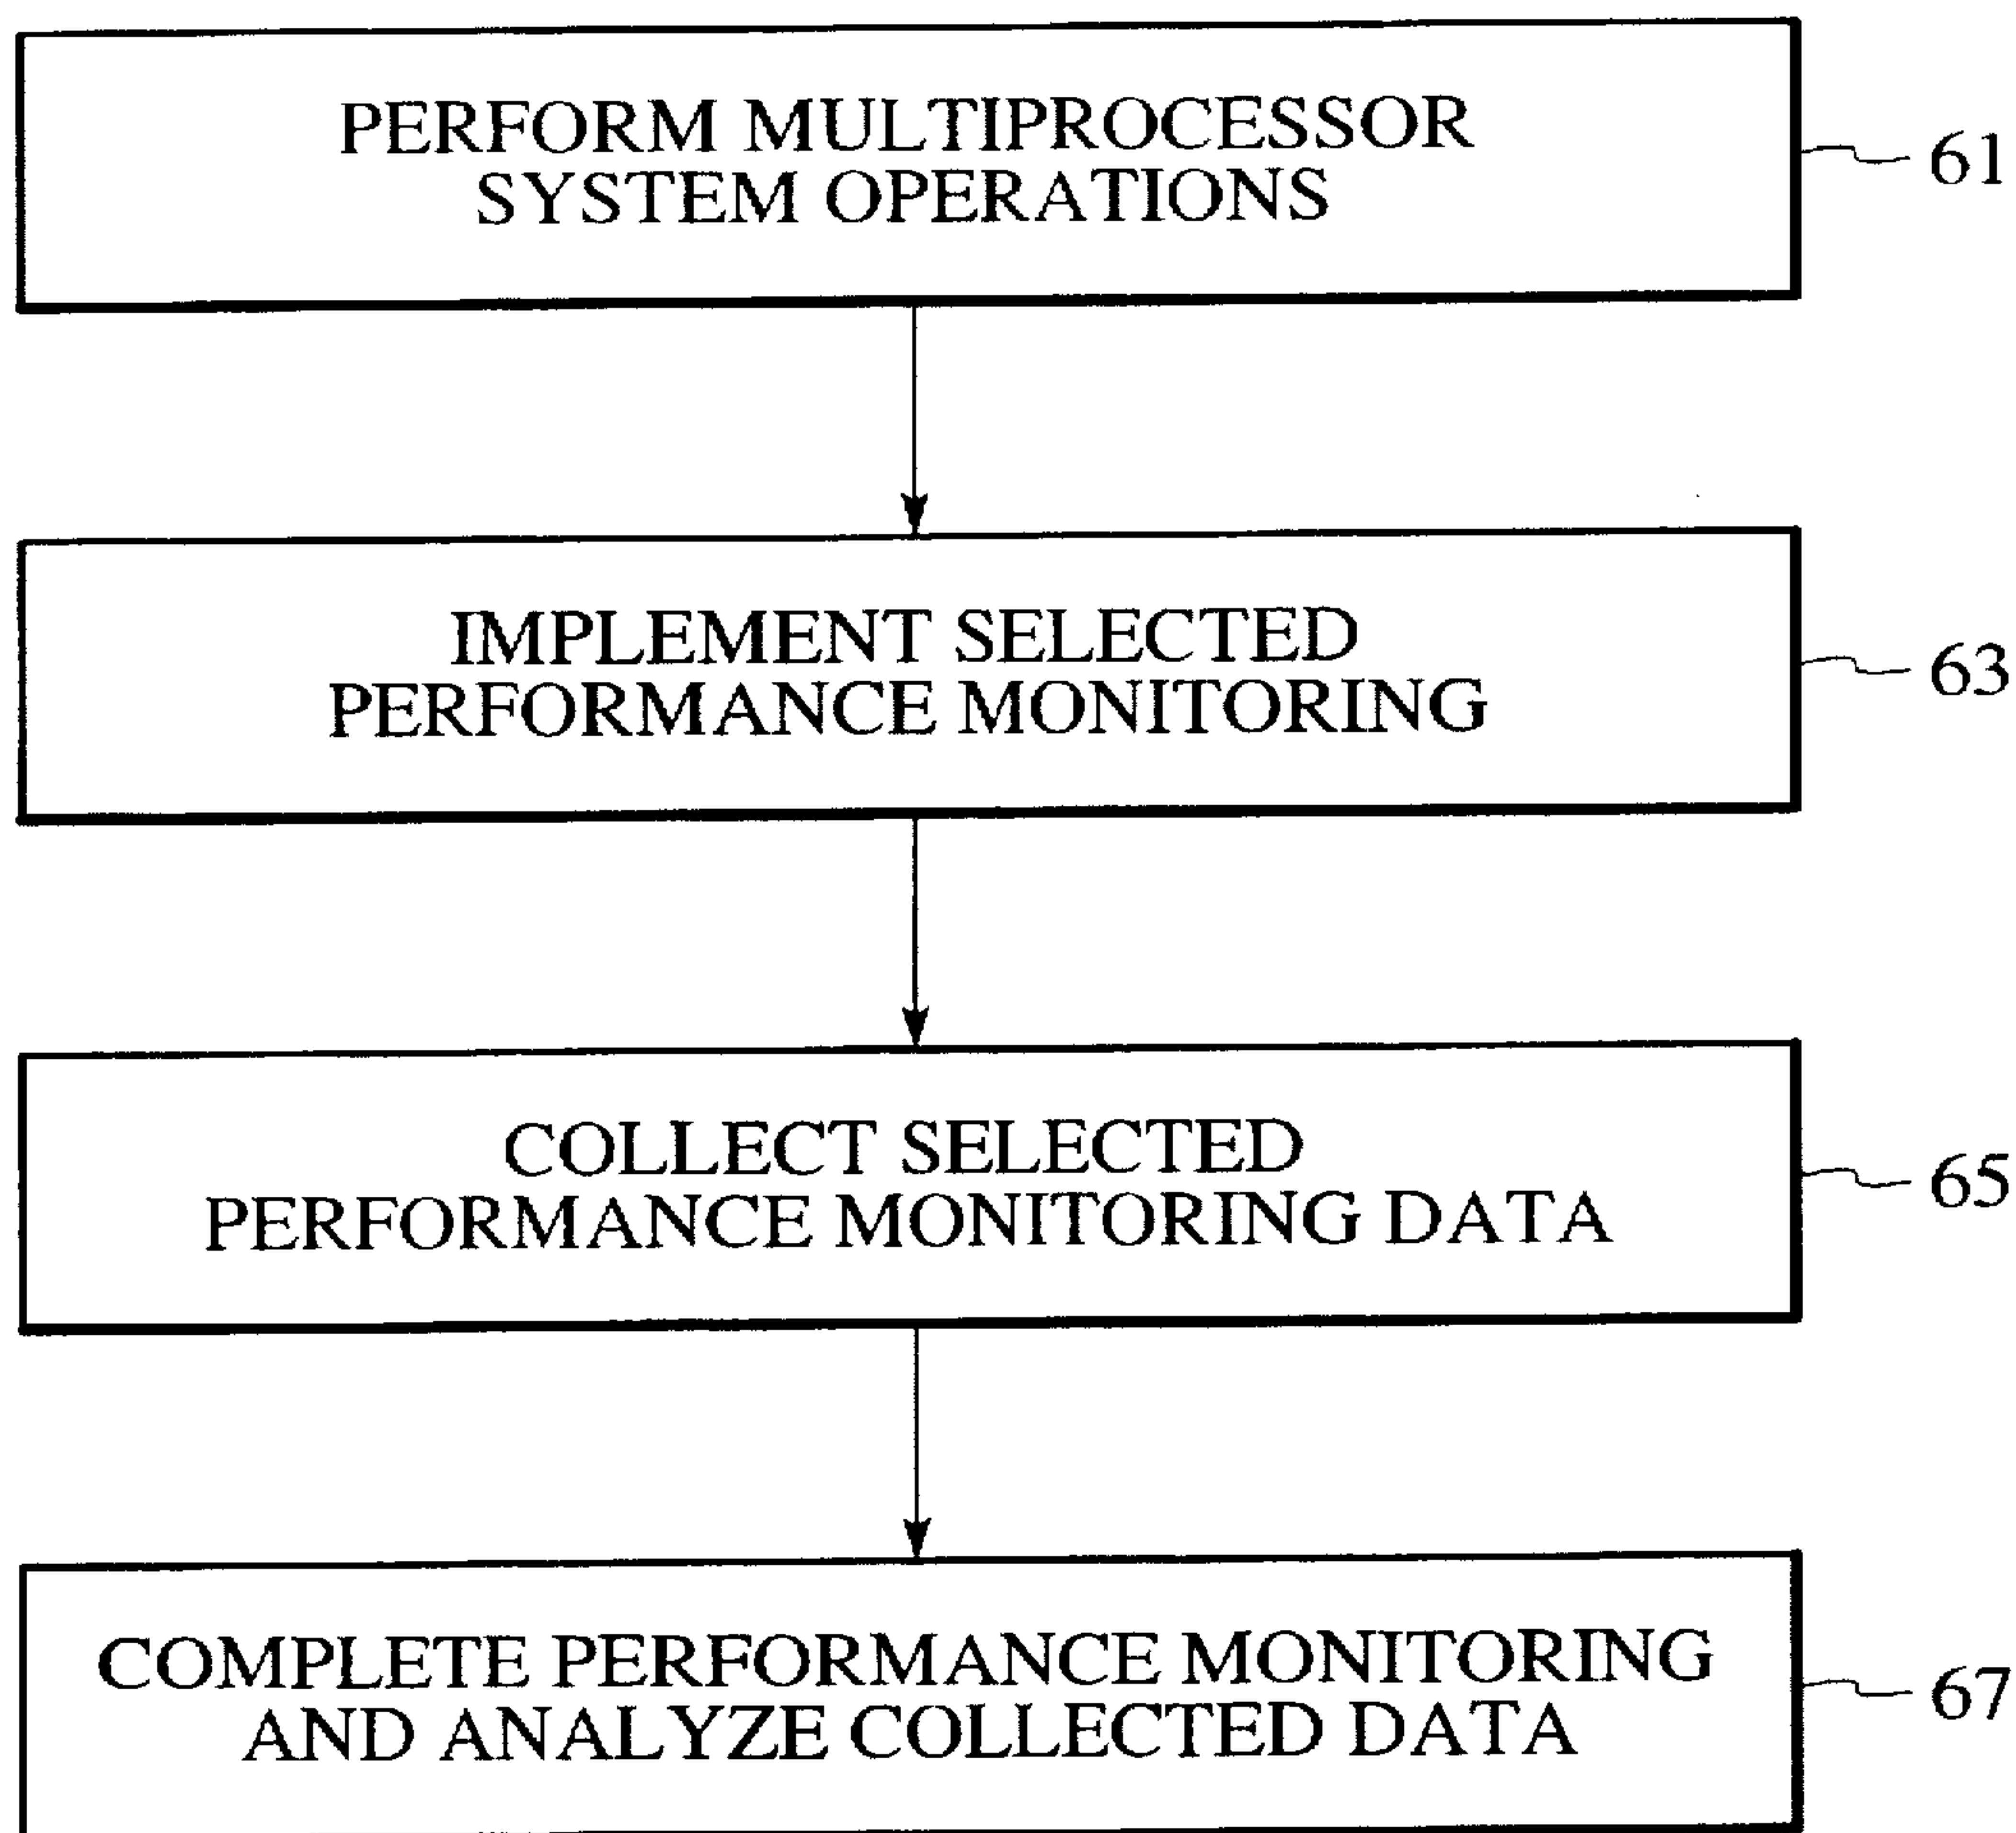 PERFORM MULTIPROCESSOR
SYSTEM OPERATIONS
61
IMPLEMENT SELECTED
PERFORMANCE MONITORING
63
COLLECT SELECTED
PERFORMANCE MONITORING DATA
65
COMPLETE PERFORMANCE MONITORING
AND ANALYZE COLLECTED DATA
67